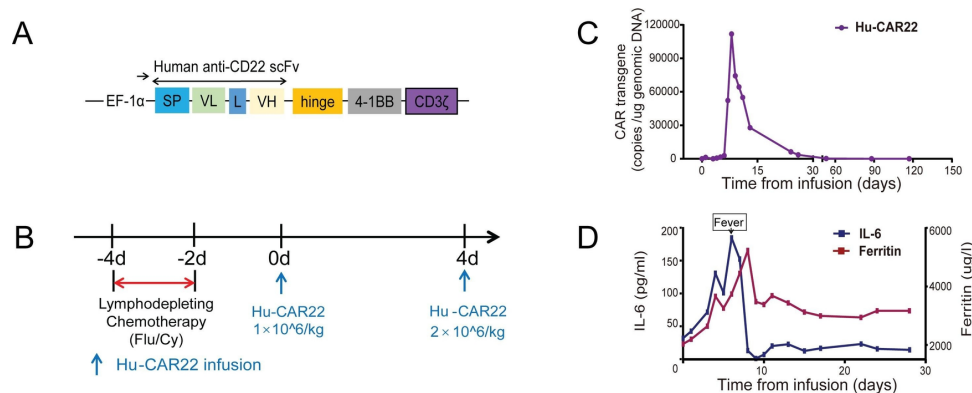 A
Human anti-CD22 scFv
EF-1α
SP
VL
L
VH
hinge
4-1BB
CD3ζ
B
-4d
-2d
0d
4d
Lymphodepleting
Chemotherapy
(Flu/Cy)
Hu-CAR22
1×10^6/kg
Hu-CAR22
2×10^6/kg
Hu-CAR22 infusion
C
CAR transgene
(copies /ug genomic DNA)
120000
90000
60000
30000
0
Hu-CAR22
0
15
30
60
90
120
150
Time from infusion (days)
D
Fever
IL-6
Ferritin
IL-6 (pg/ml)
200
150
100
50
0
Ferritin (ug/l)
6000
4000
2000
0
10
20
30
Time from infusion (days)